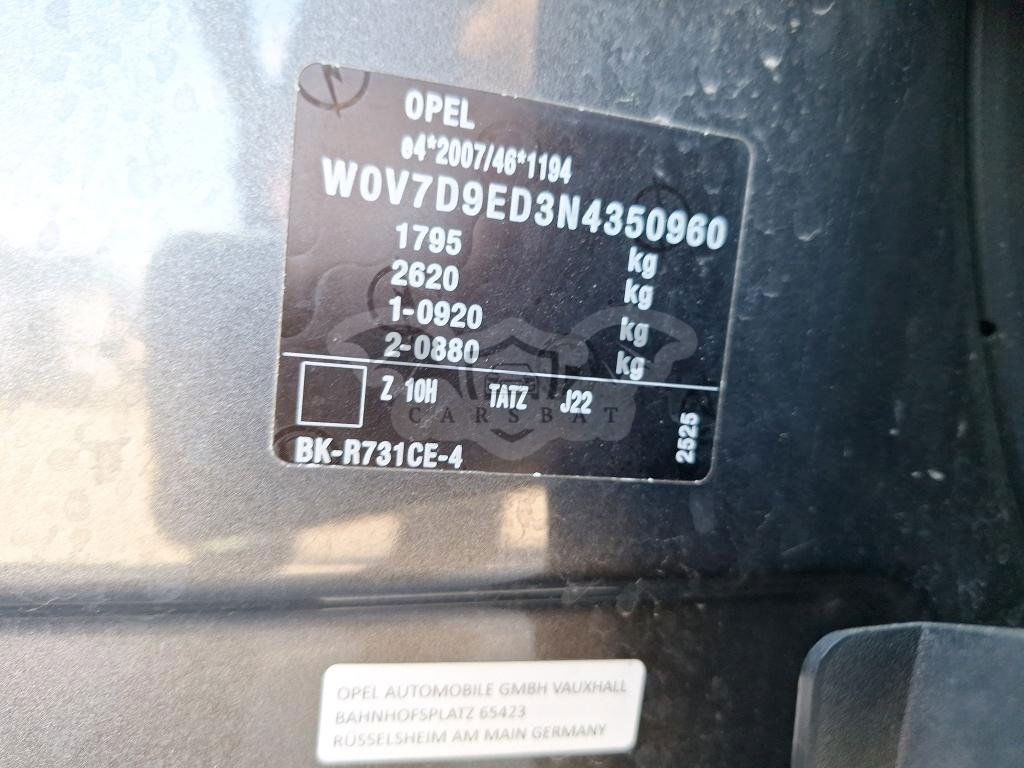 OPEL
e4*2007/46*1194
W0V7D9ED3N4350960
1795 kg
2620 kg
1-0920 kg
2-0880 kg
Z 10H TATZ J22
2525
BK-R731CE-4
CARSBAT
OPEL AUTOMOBILE GMBH VAUXHALL
BAHNHOFSPLATZ 65423
RÜSSELSHEIM AM MAIN GERMANY